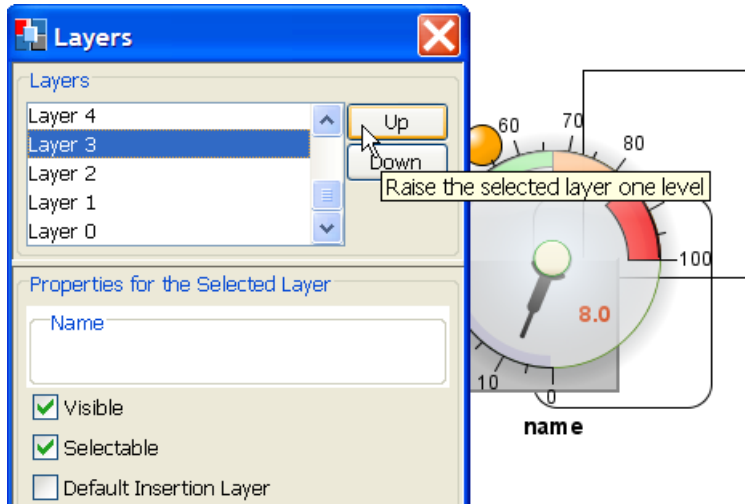 Layers
Layers
Layer 4
Layer 3
Layer 2
Layer 1
Layer 0
Up
Down
Raise the selected layer one level
Properties for the Selected Layer
Name
Visible
Selectable
Default Insertion Layer
60
70
80
100
8.0
10
0
name